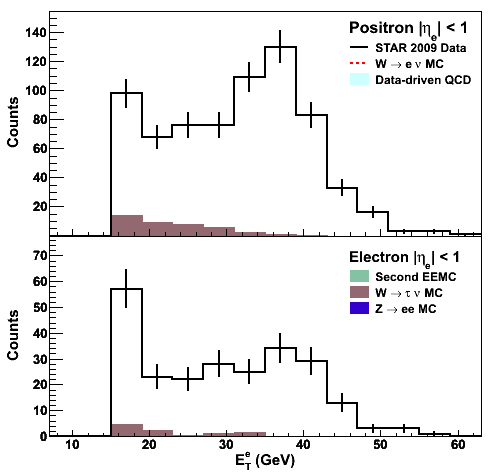 Positron |ηe| < 1
STAR 2009 Data
W → e ν MC
Data-driven QCD
Counts
140
120
100
80
60
40
20
Electron |ηe| < 1
Second EEMC
W → τ ν MC
Z → ee MC
Counts
70
60
50
40
30
20
10
0
10 20 30 40 50 60
E^e_T (GeV)